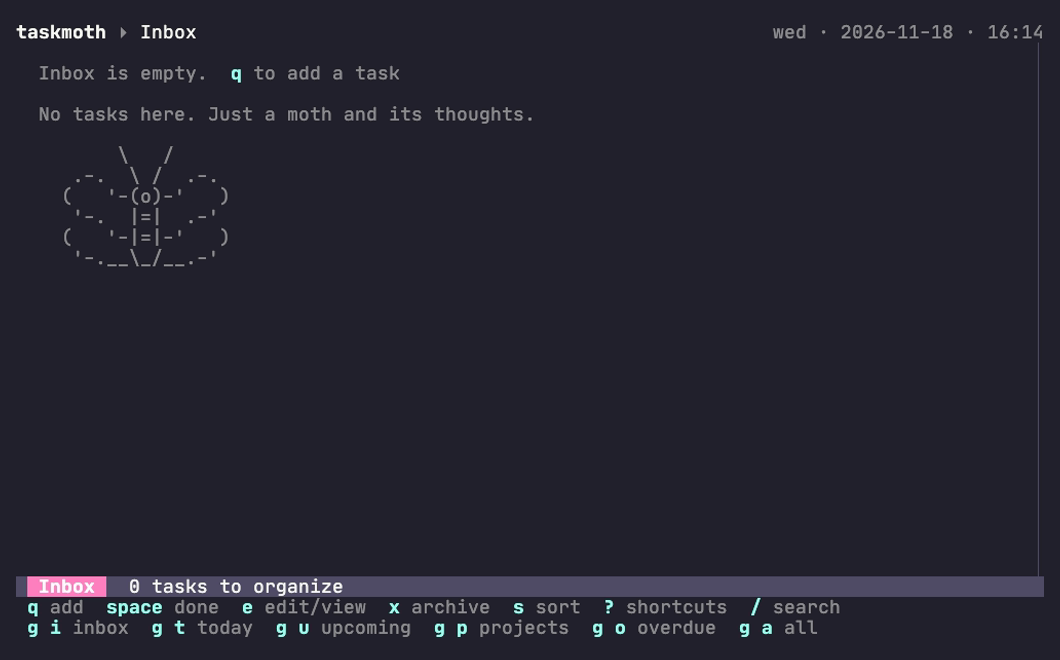 taskmoth ▸ Inbox wed · 2026-11-18 · 16:14
Inbox is empty.  q to add a task
No tasks here. Just a moth and its thoughts.
       \   /
   .-.  \ /  .-.
  (   '-(o)-'   )
   '-.  |=|  .-'
  (   '-|=|-'   )
   '-.__\_/__.-'
Inbox  0 tasks to organize
q add  space done  e edit/view  x archive  s sort  ? shortcuts  / search
g i inbox  g t today  g u upcoming  g p projects  g o overdue  g a all